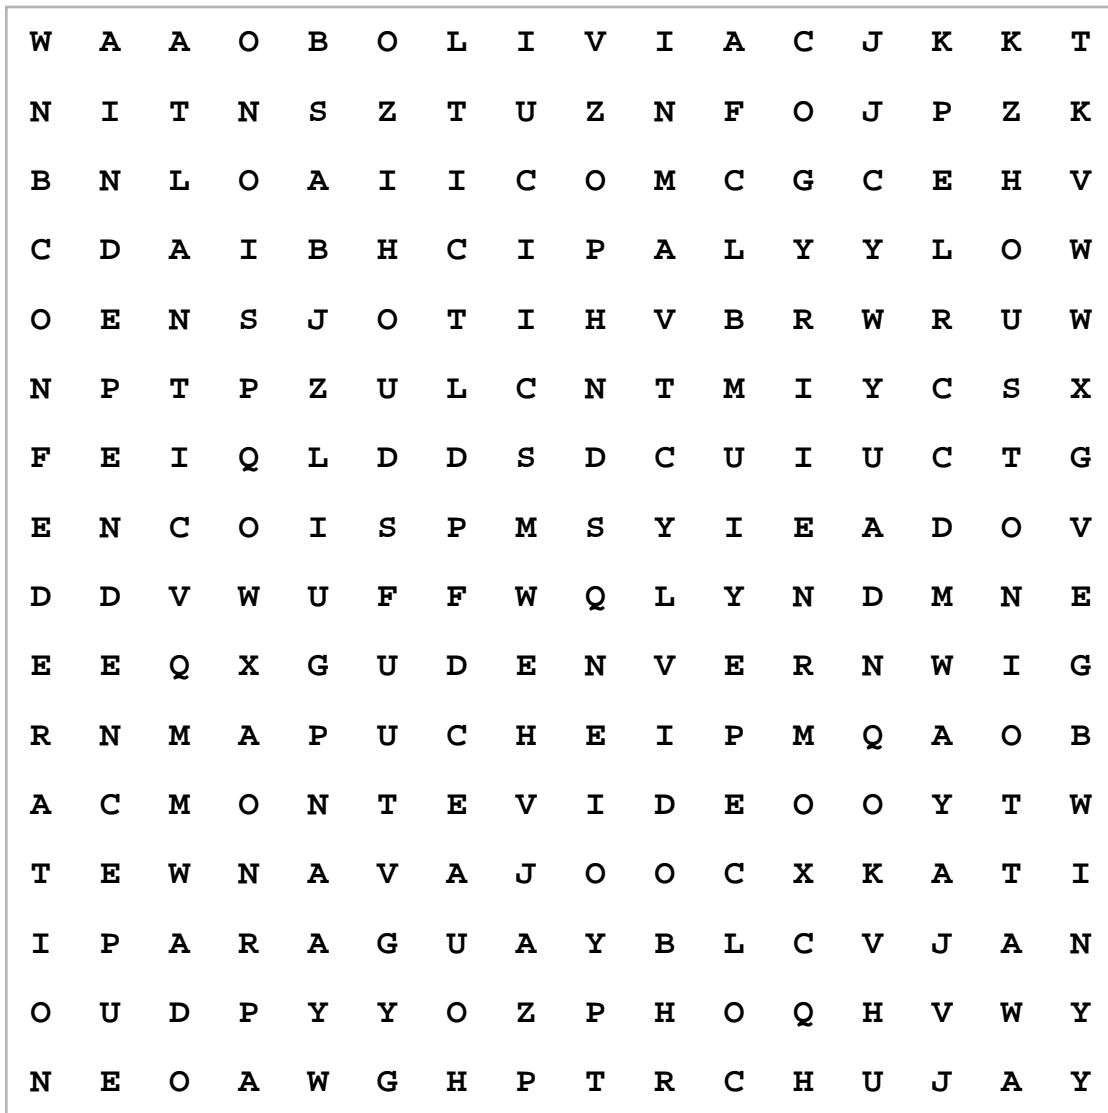 W A A O B O L I V I A C J K K T
N I T N S Z T U Z N F O J P Z K
B N L O A I I C O M C G C E H V
C D A I B H C I P A L Y Y L O W
O E N S J O T I H V B R W R U W
N P T P Z U L C N T M I Y C S X
F E I Q L D D S D C U I U C T G
E N C O I S P M S Y I E A D O V
D D V W U F F W Q L Y N D M N E
E E Q X G U D E N V E R N W I G
R N M A P U C H E I P M Q A O B
A C M O N T E V I D E O O Y T W
T E W N A V A J O O C X K A T I
I P A R A G U A Y B L C V J A N
O U D P Y Y O Z P H O Q H V W Y
N E O A W G H P T R C H U J A Y